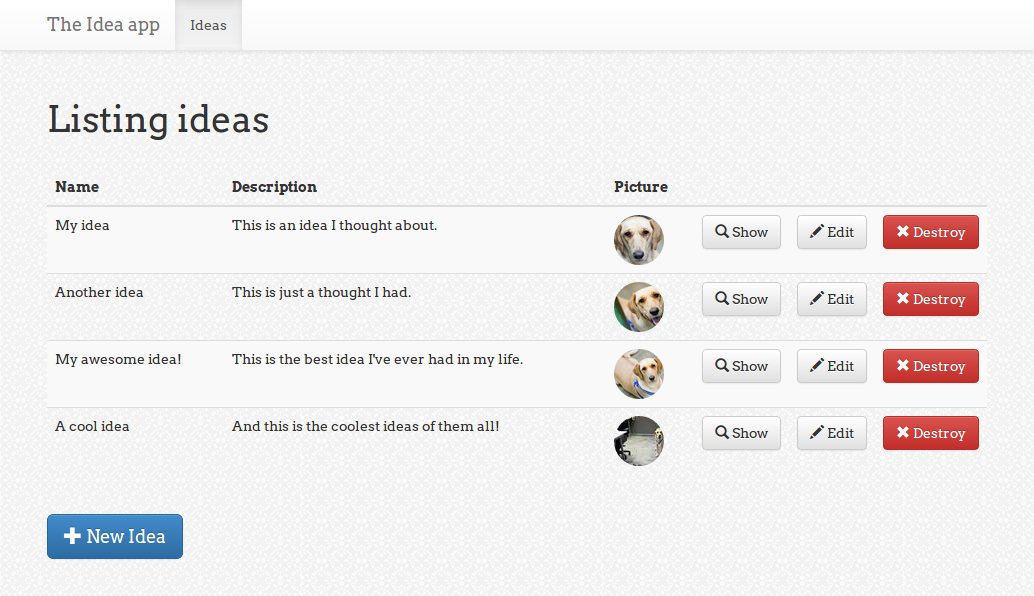 The Idea app Ideas
Listing ideas
Name Description Picture
My idea This is an idea I thought about. Show Edit Destroy
Another idea This is just a thought I had. Show Edit Destroy
My awesome idea! This is the best idea I've ever had in my life. Show Edit Destroy
A cool idea And this is the coolest ideas of them all! Show Edit Destroy
New Idea